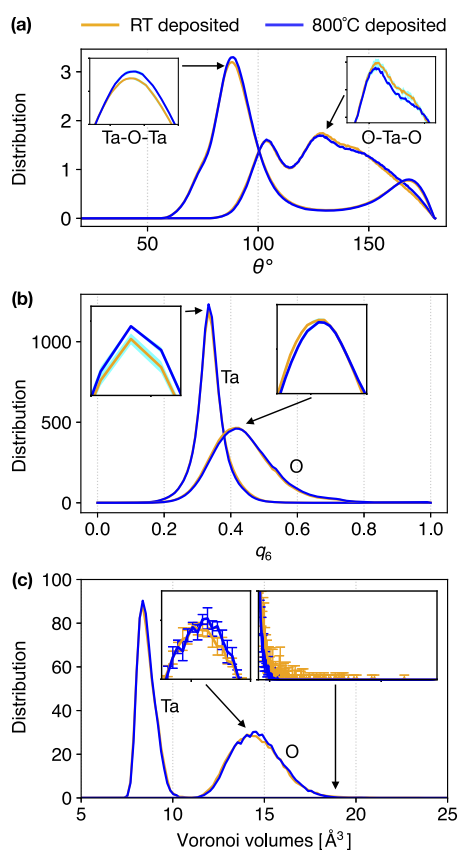 RT deposited 800°C deposited
(a)
3
2
1
0
Distribution
Ta-O-Ta
O-Ta-O
50 100 150
θ°
(b)
1000
500
0
Distribution
Ta
O
0.0 0.2 0.4 0.6 0.8 1.0
q6
(c)
100
80
60
40
20
0
Distribution
Ta
O
5 10 15 20 25
Voronoi volumes [Å³]